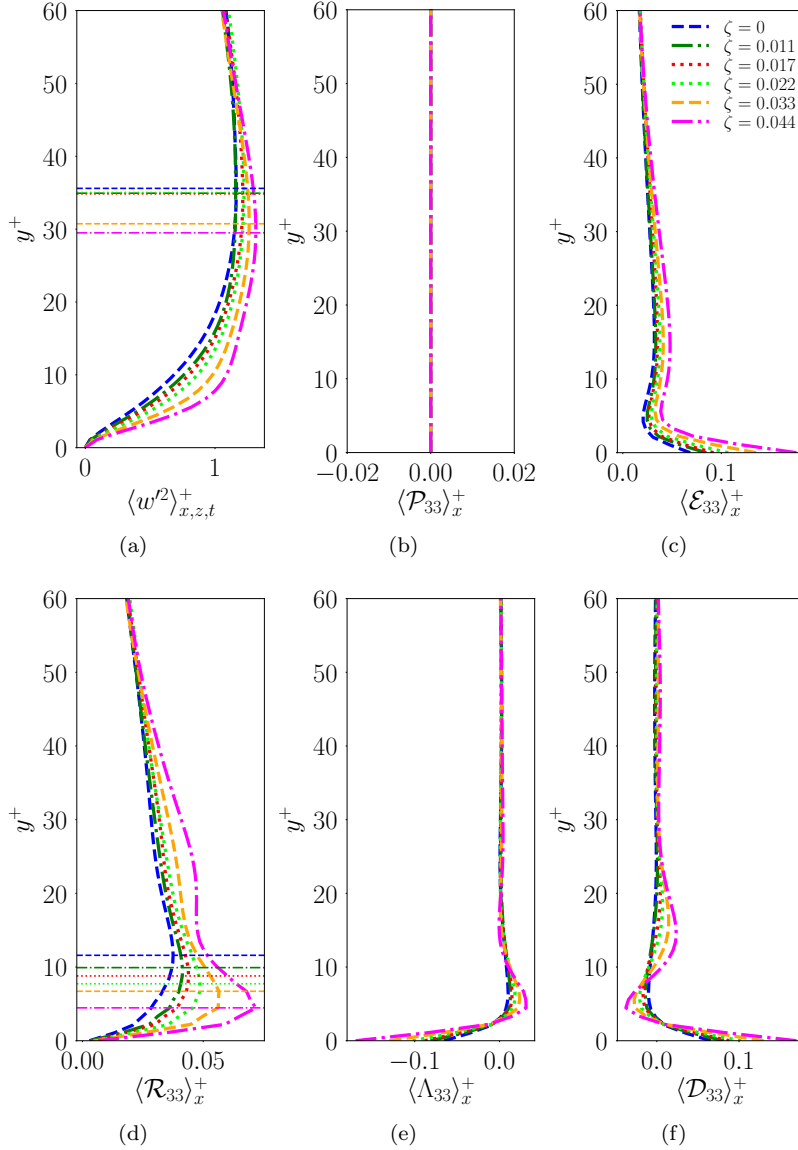 60
50
40
30
20
10
0
y⁺
0
1
⟨w′²⟩⁺x,z,t
(a)
60
50
40
30
20
10
0
y⁺
−0.02
0.00
0.02
⟨𝒫₃₃⟩⁺x
(b)
60
50
40
30
20
10
0
y⁺
0.0
0.1
⟨ℰ₃₃⟩⁺x
(c)
ζ = 0
ζ = 0.011
ζ = 0.017
ζ = 0.022
ζ = 0.033
ζ = 0.044
60
50
40
30
20
10
0
y⁺
0.00
0.05
⟨ℛ₃₃⟩⁺x
(d)
60
50
40
30
20
10
0
y⁺
−0.1
0.0
⟨Λ₃₃⟩⁺x
(e)
60
50
40
30
20
10
0
y⁺
0.0
0.1
⟨𝒟₃₃⟩⁺x
(f)